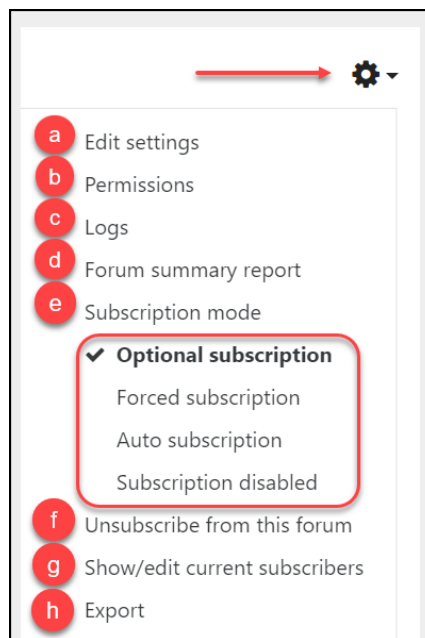 a Edit settings
b Permissions
c Logs
d Forum summary report
e Subscription mode
Optional subscription
Forced subscription
Auto subscription
Subscription disabled
f Unsubscribe from this forum
g Show/edit current subscribers
h Export